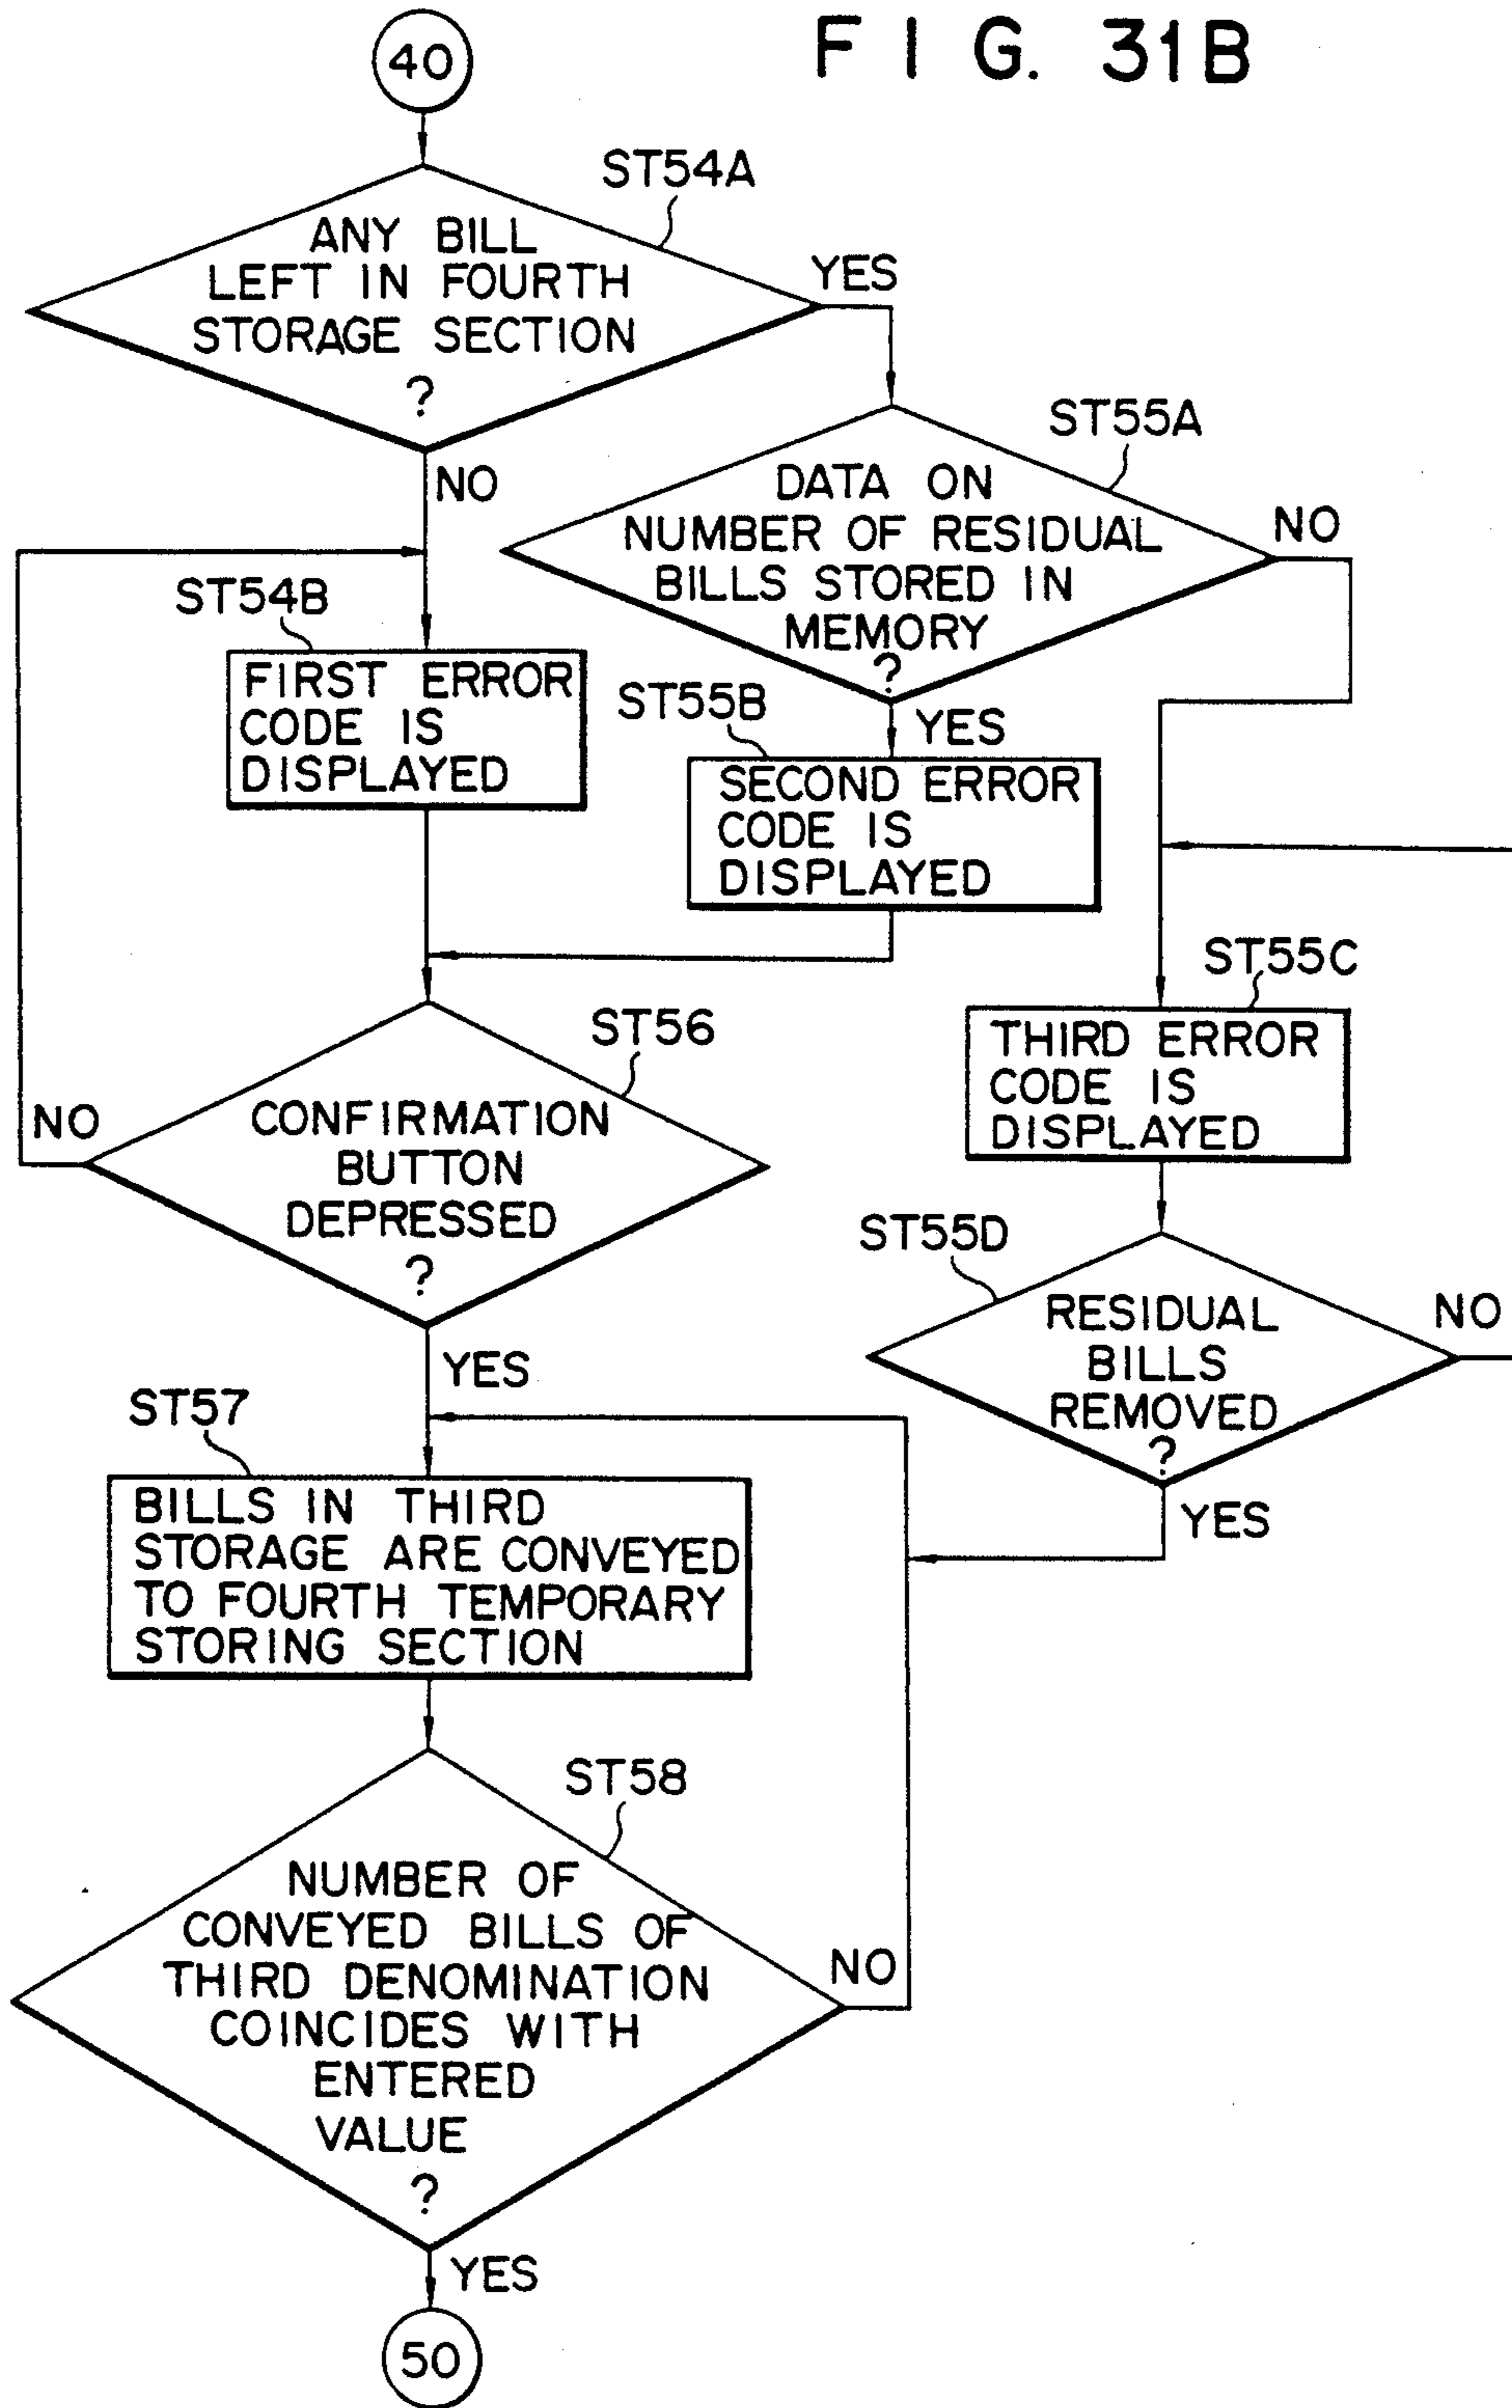 FIG. 31B
40
ST54A
ANY BILL
LEFT IN FOURTH
STORAGE SECTION
?
YES
NO
ST55A
DATA ON
NUMBER OF RESIDUAL
BILLS STORED IN
MEMORY
?
NO
YES
ST54B
FIRST ERROR
CODE IS
DISPLAYED
ST55B
SECOND ERROR
CODE IS
DISPLAYED
ST55C
THIRD ERROR
CODE IS
DISPLAYED
ST56
CONFIRMATION
BUTTON
DEPRESSED
?
NO
YES
ST55D
RESIDUAL
BILLS
REMOVED
?
NO
YES
ST57
BILLS IN THIRD
STORAGE ARE CONVEYED
TO FOURTH TEMPORARY
STORING SECTION
ST58
NUMBER OF
CONVEYED BILLS OF
THIRD DENOMINATION
COINCIDES WITH
ENTERED
VALUE
?
NO
YES
50